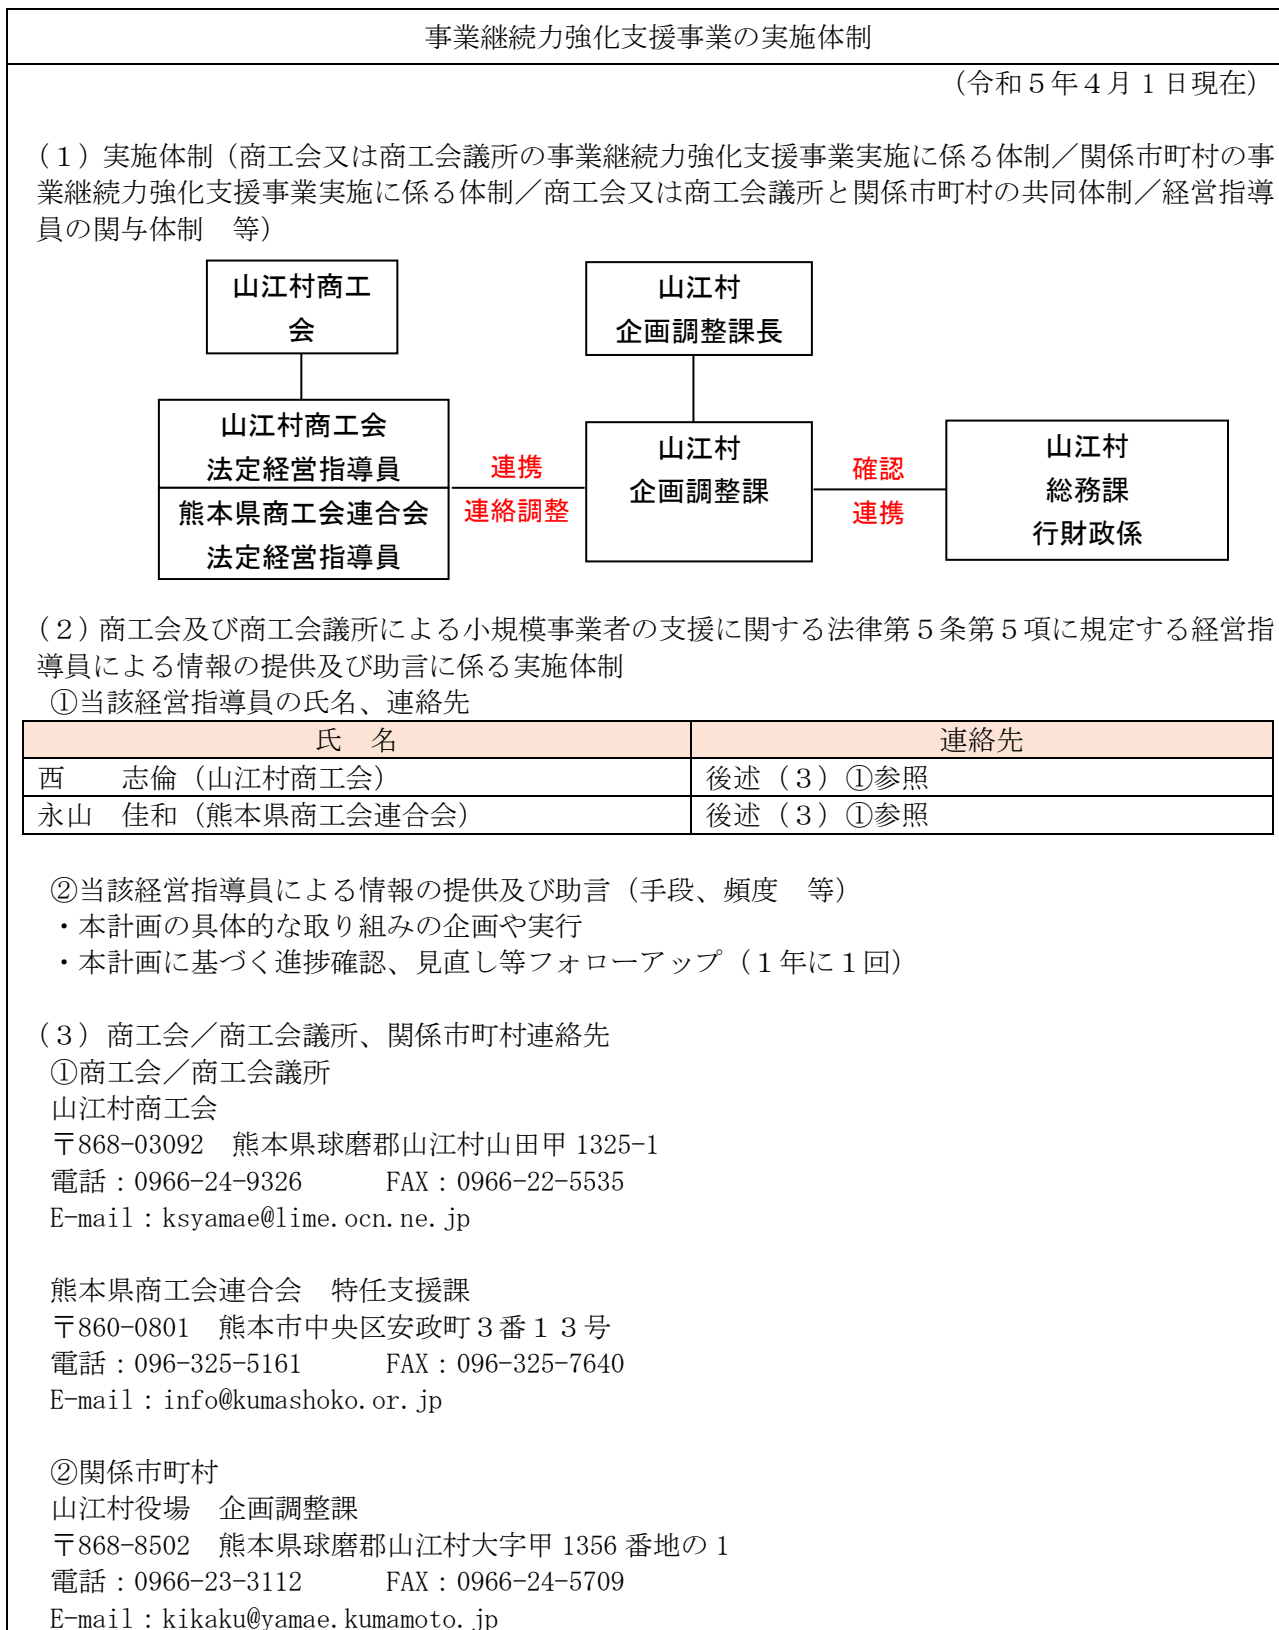 事業継続力強化支援事業の実施体制
（令和５年４月１日現在）
（１）実施体制（商工会又は商工会議所の事業継続力強化支援事業実施に係る体制／関係市町村の事
業継続力強化支援事業実施に係る体制／商工会又は商工会議所と関係市町村の共同体制／経営指導
員の関与体制　等）
山江村商工
会
山江村
企画調整課長
山江村商工会
法定経営指導員
熊本県商工会連合会
法定経営指導員
連携
連絡調整
山江村
企画調整課
確認
連携
山江村
総務課
行財政係
（２）商工会及び商工会議所による小規模事業者の支援に関する法律第５条第５項に規定する経営指
導員による情報の提供及び助言に係る実施体制
①当該経営指導員の氏名、連絡先
氏　名　連絡先
西　　志倫（山江村商工会）　後述（３）①参照
永山　佳和（熊本県商工会連合会）　後述（３）①参照
②当該経営指導員による情報の提供及び助言（手段、頻度　等）
・本計画の具体的な取り組みの企画や実行
・本計画に基づく進捗確認、見直し等フォローアップ（１年に１回）
（３）商工会／商工会議所、関係市町村連絡先
①商工会／商工会議所
山江村商工会
〒868-03092　熊本県球磨郡山江村山田甲 1325-1
電話：0966-24-9326　　　FAX：0966-22-5535
E-mail：ksyamae@lime.ocn.ne.jp
熊本県商工会連合会　特任支援課
〒860-0801　熊本市中央区安政町３番１３号
電話：096-325-5161　　　FAX：096-325-7640
E-mail：info@kumashoko.or.jp
②関係市町村
山江村役場　企画調整課
〒868-8502　熊本県球磨郡山江村大字甲 1356 番地の 1
電話：0966-23-3112　　　FAX：0966-24-5709
E-mail：kikaku@yamae.kumamoto.jp